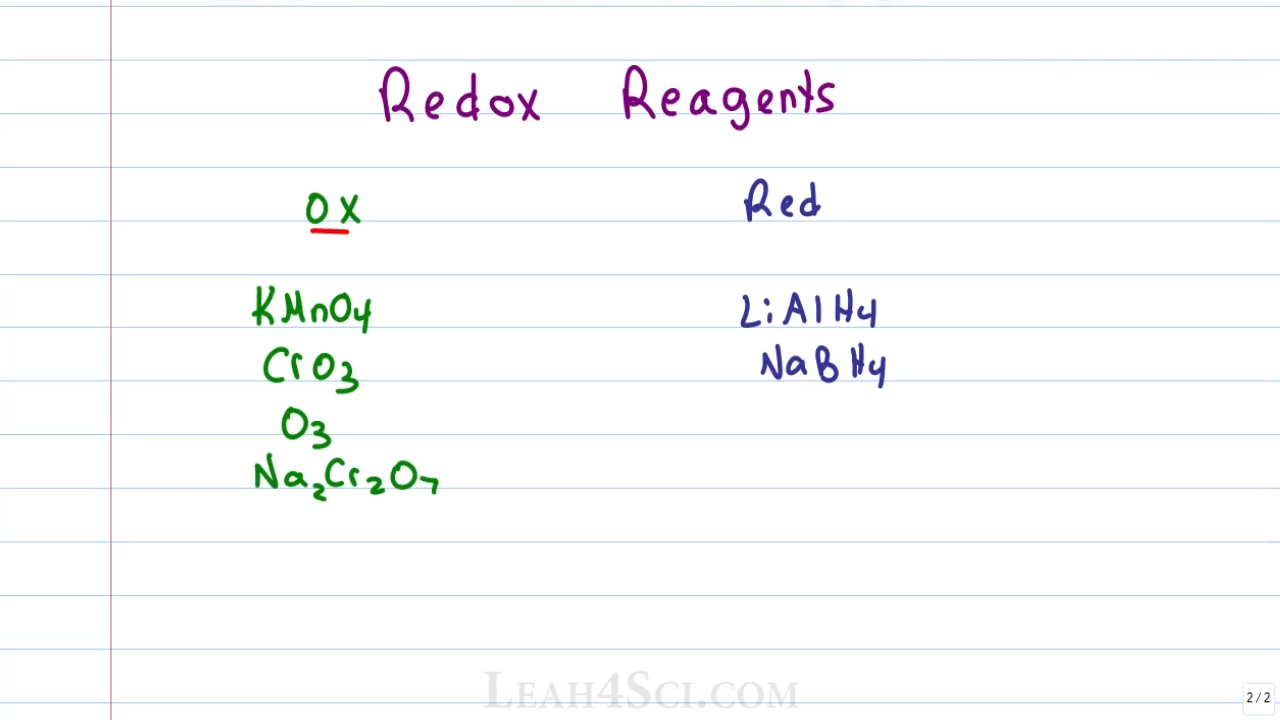 Redox Reagents
OX Red
KMnO4 LiAlH4
CrO3 NaBH4
O3
Na2Cr2O7
LEAH4SCI.COM
2 / 2